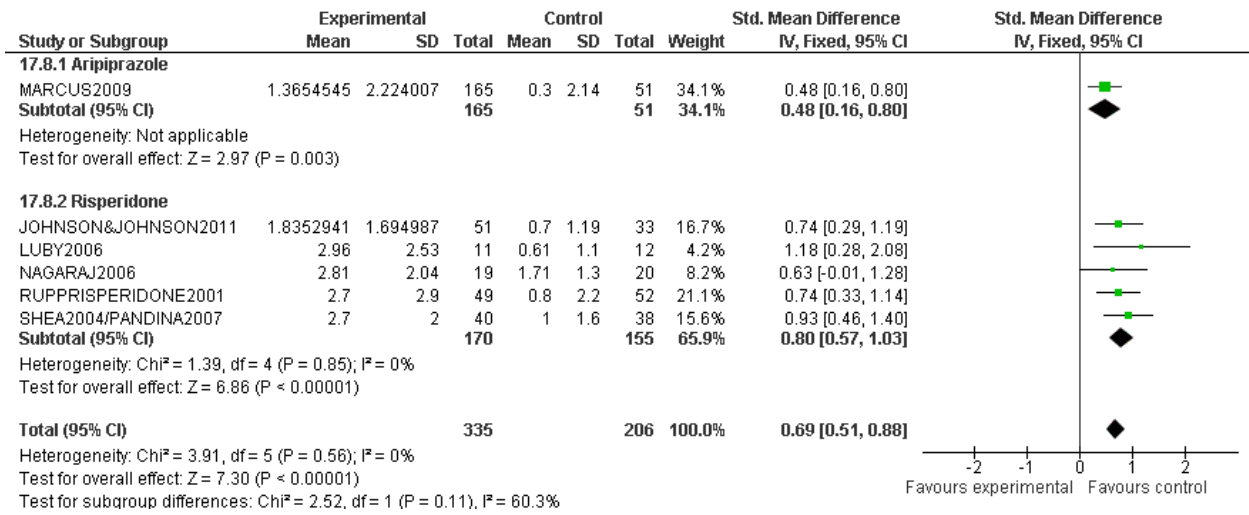 Experimental Control Std. Mean Difference Std. Mean Difference
Study or Subgroup Mean SD Total Mean SD Total Weight IV, Fixed, 95% CI IV, Fixed, 95% CI
17.8.1 Aripiprazole
MARCUS2009 1.3654545 2.224007 165 0.3 2.14 51 34.1% 0.48 [0.16, 0.80]
Subtotal (95% CI) 165 51 34.1% 0.48 [0.16, 0.80]
Heterogeneity: Not applicable
Test for overall effect: Z = 2.97 (P = 0.003)
17.8.2 Risperidone
JOHNSON&JOHNSON2011 1.8352941 1.694987 51 0.7 1.19 33 16.7% 0.74 [0.29, 1.19]
LUBY2006 2.96 2.53 11 0.61 1.1 12 4.2% 1.18 [0.28, 2.08]
NAGARAJ2006 2.81 2.04 19 1.71 1.3 20 8.2% 0.63 [-0.01, 1.28]
RUPPRISPERIDONE2001 2.7 2.9 49 0.8 2.2 52 21.1% 0.74 [0.33, 1.14]
SHEA2004/PANDINA2007 2.7 2 40 1 1.6 38 15.6% 0.93 [0.46, 1.40]
Subtotal (95% CI) 170 155 65.9% 0.80 [0.57, 1.03]
Heterogeneity: Chi² = 1.39, df = 4 (P = 0.85); I² = 0%
Test for overall effect: Z = 6.86 (P < 0.00001)
Total (95% CI) 335 206 100.0% 0.69 [0.51, 0.88]
Heterogeneity: Chi² = 3.91, df = 5 (P = 0.56); I² = 0%
Test for overall effect: Z = 7.30 (P < 0.00001)
Test for subgroup differences: Chi² = 2.52, df = 1 (P = 0.11), I² = 60.3%
-2 -1 0 1 2
Favours experimental Favours control